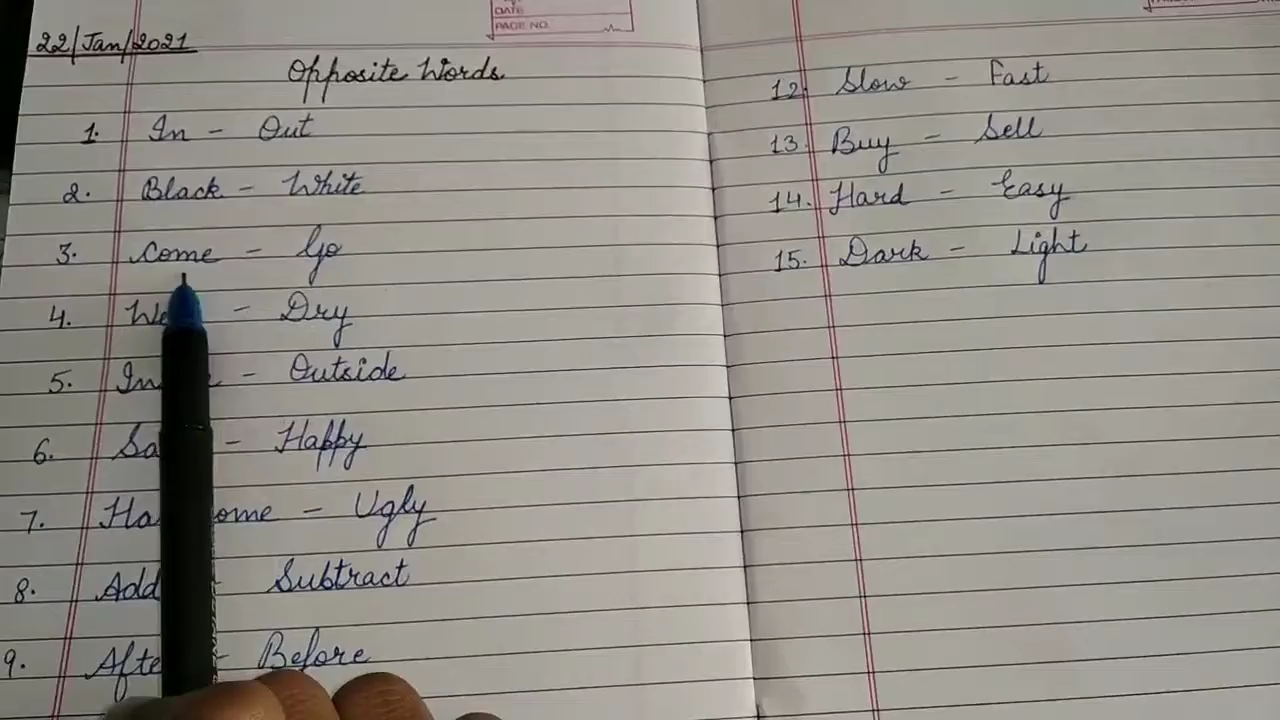 DATE
PAGE NO.
22/Jan/2021
Opposite Words
1. In - Out
2. Black - White
3. Come - Go
4. - Dry
5. - Outside
6. - Happy
7. - Ugly
8. Add - Subtract
9. - Before
12. Slow - Fast
13. Buy - Sell
14. Hard - Easy
15. Dark - Light